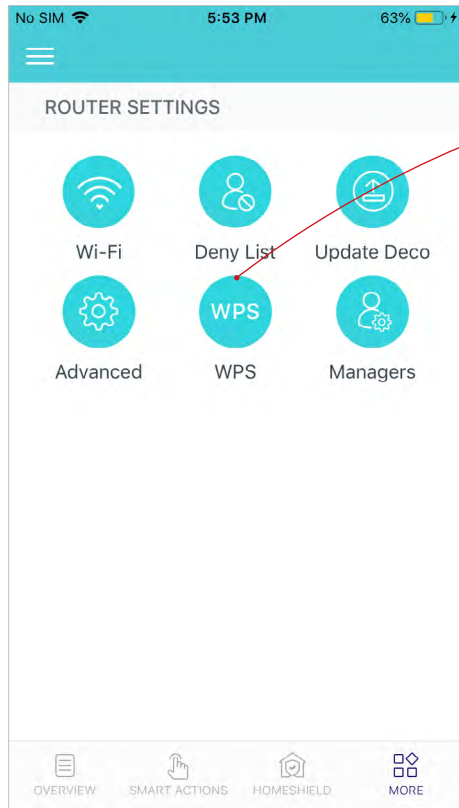 No SIM 5:53 PM 63%
ROUTER SETTINGS
Wi-Fi Deny List Update Deco
WPS
Advanced WPS Managers
OVERVIEW SMART ACTIONS HOMESHIELD MORE